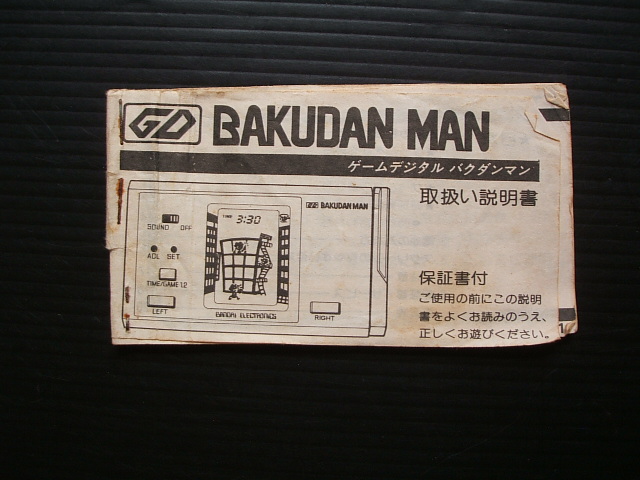 GD BAKUDAN MAN
ゲームデジタル バクダンマン
取扱い説明書
GD BAKUDAN MAN
TIME 3:30
SOUND OFF
ACL SET
TIME/GAME1.2
LEFT
BANDAI ELECTRONICS
RIGHT
保証書付
ご使用の前にこの説明
書をよくお読みのうえ、
正しくお遊びください。